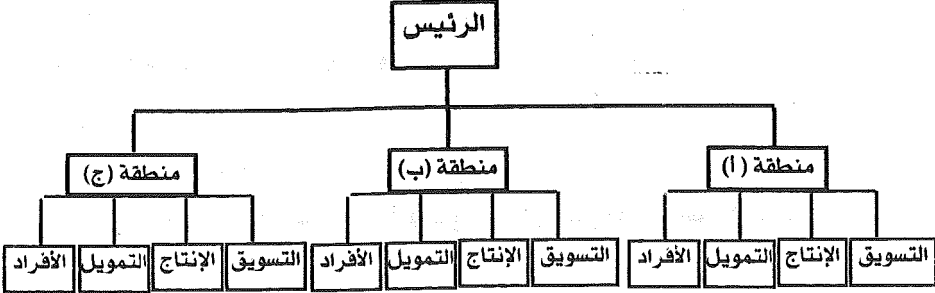 الرئيس
منطقة (أ)
منطقة (ب)
منطقة (ج)
التسويق
الإنتاج
التمويل
الأفراد
التسويق
الإنتاج
التمويل
الأفراد
التسويق
الإنتاج
التمويل
الأفراد